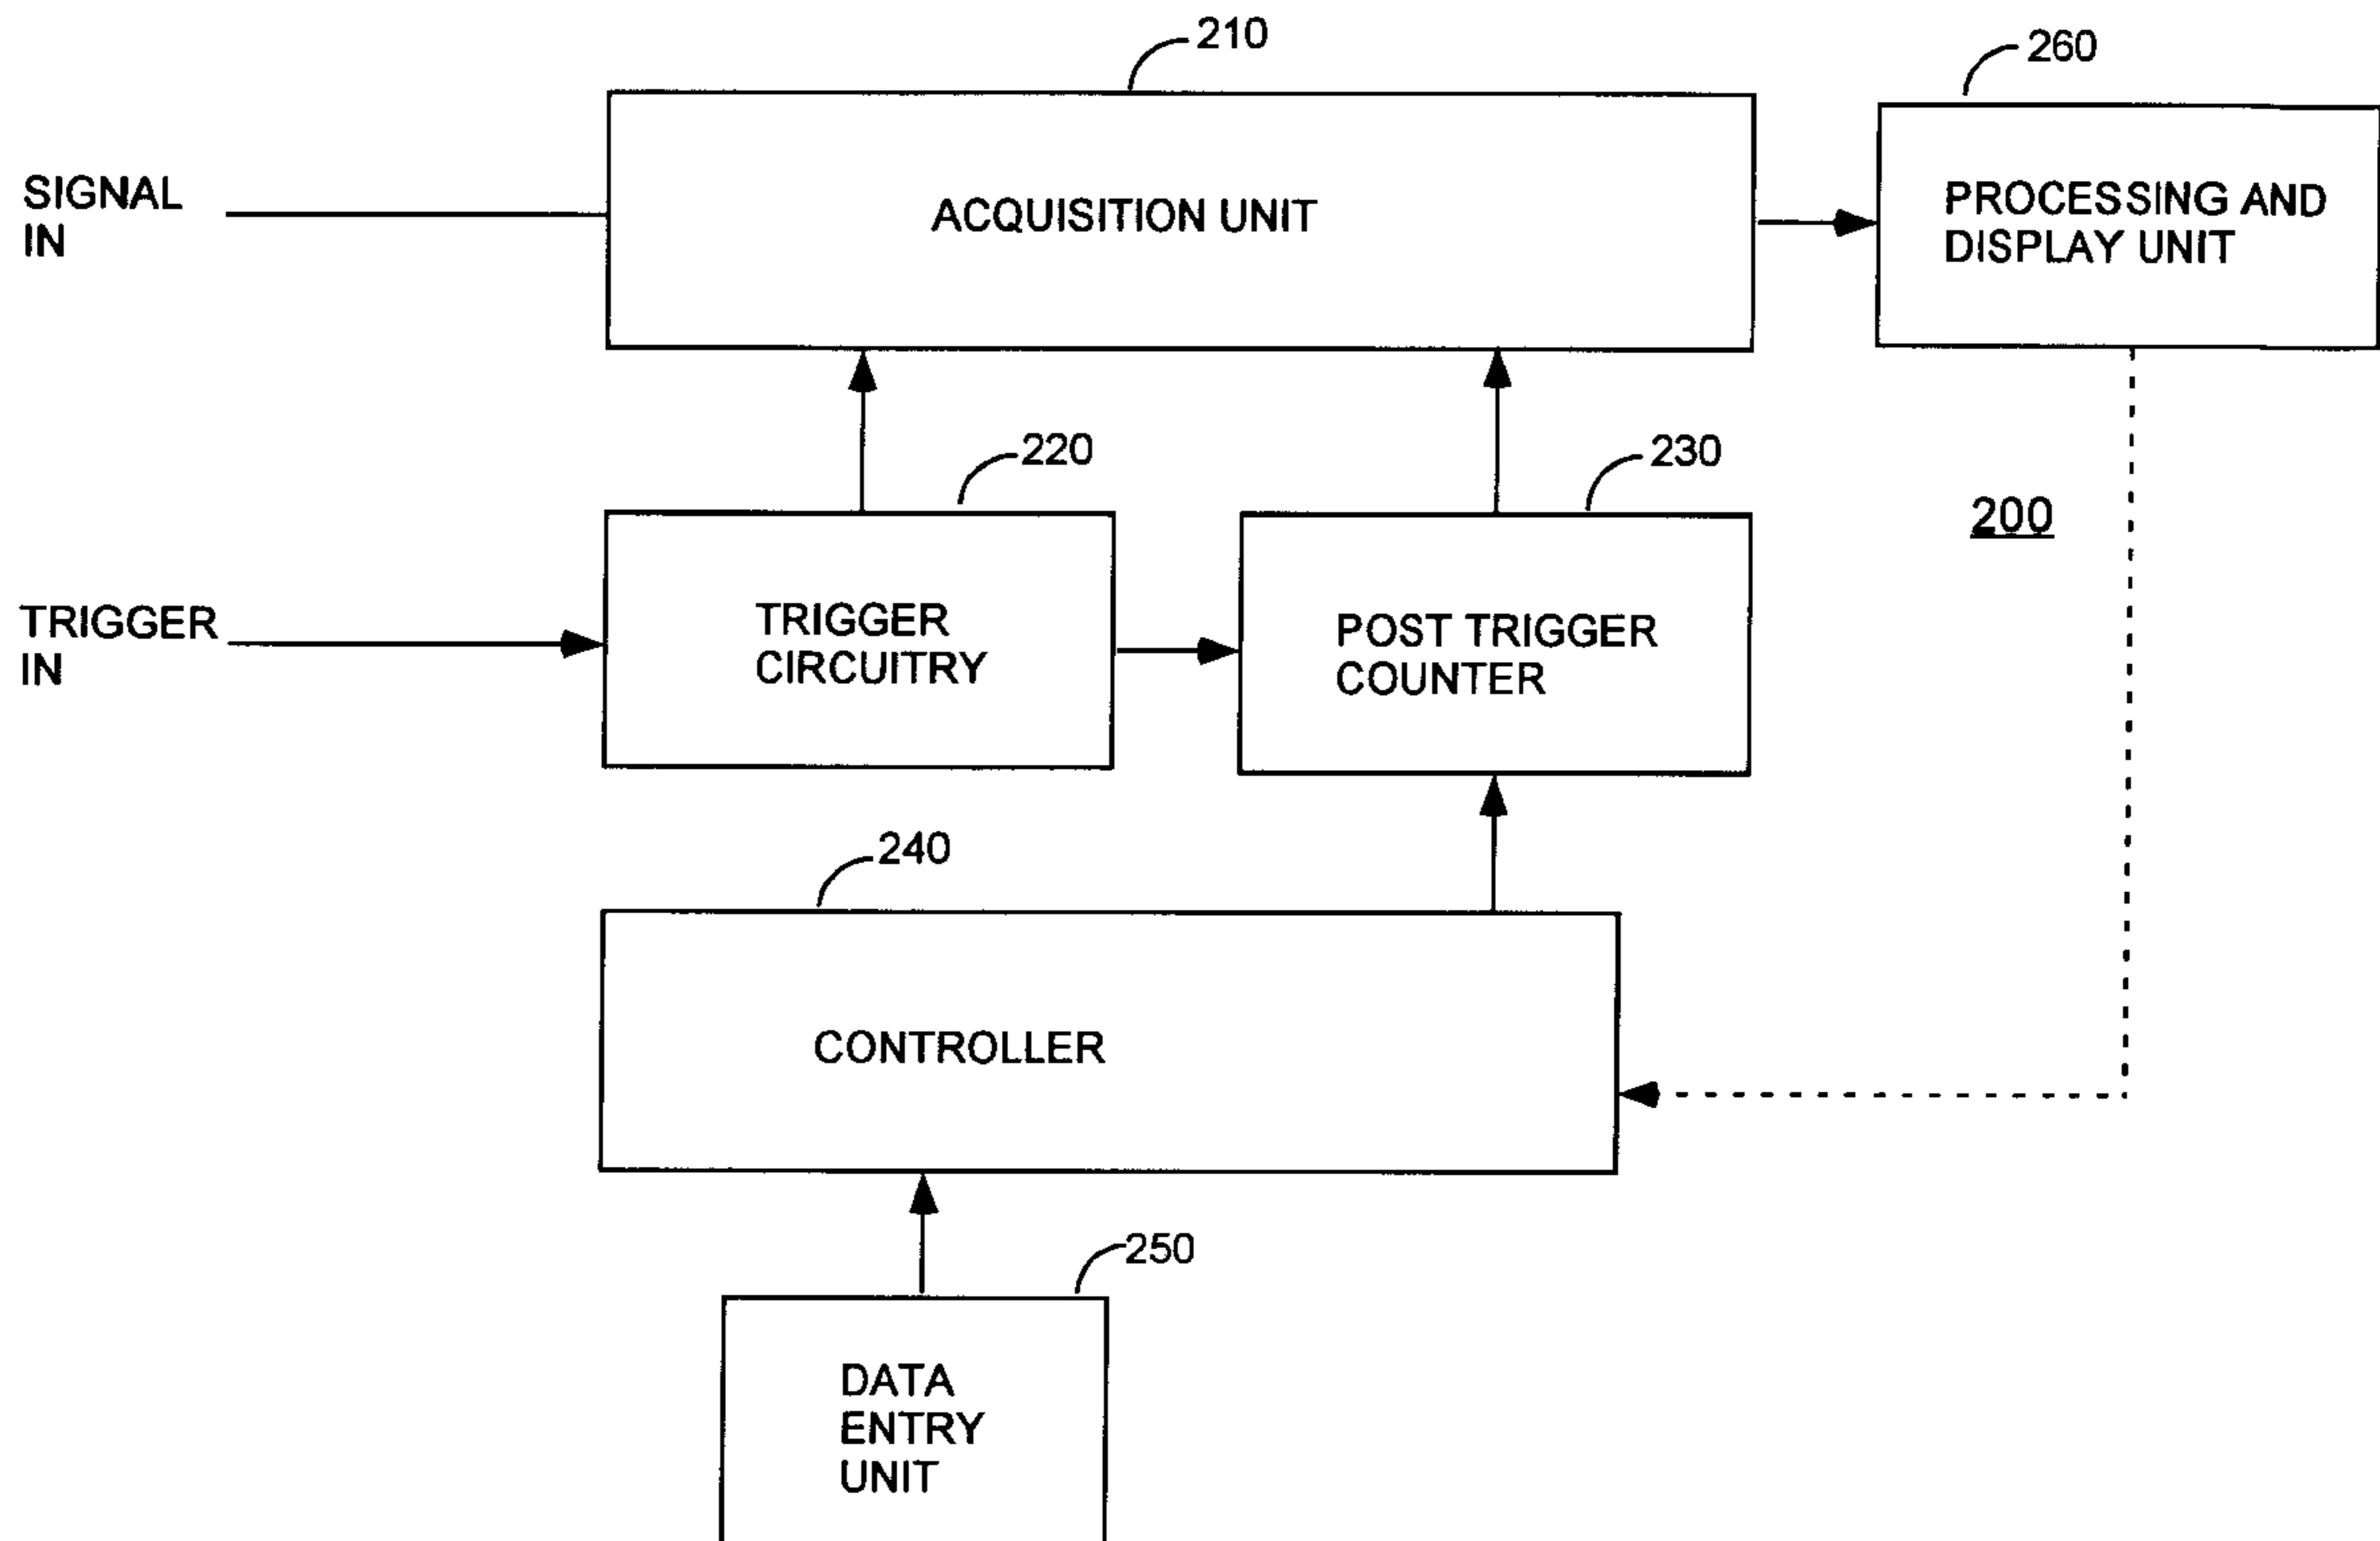 210
260
SIGNAL
IN
ACQUISITION UNIT
PROCESSING AND
DISPLAY UNIT
220
230
200
TRIGGER
IN
TRIGGER
CIRCUITRY
POST TRIGGER
COUNTER
240
CONTROLLER
250
DATA
ENTRY
UNIT